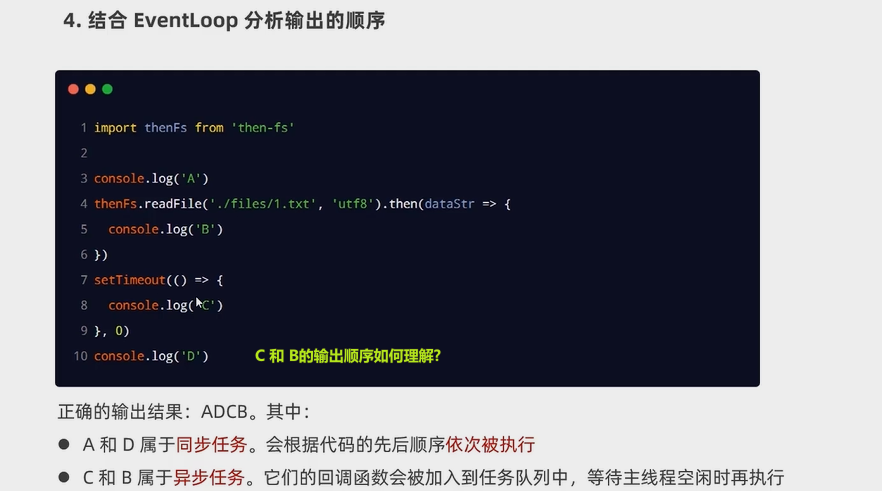 4. 结合 EventLoop 分析输出的顺序
1 import thenFs from 'then-fs'
2
3 console.log('A')
4 thenFs.readFile('./files/1.txt', 'utf8').then(dataStr => {
5 console.log('B')
6 })
7 setTimeout(() => {
8 console.log('C')
9 }, 0)
10 console.log('D') C 和 B的输出顺序如何理解?
正确的输出结果：ADCB。其中：
● A 和 D 属于同步任务。会根据代码的先后顺序依次被执行
● C 和 B 属于异步任务。它们的回调函数会被加入到任务队列中，等待主线程空闲时再执行